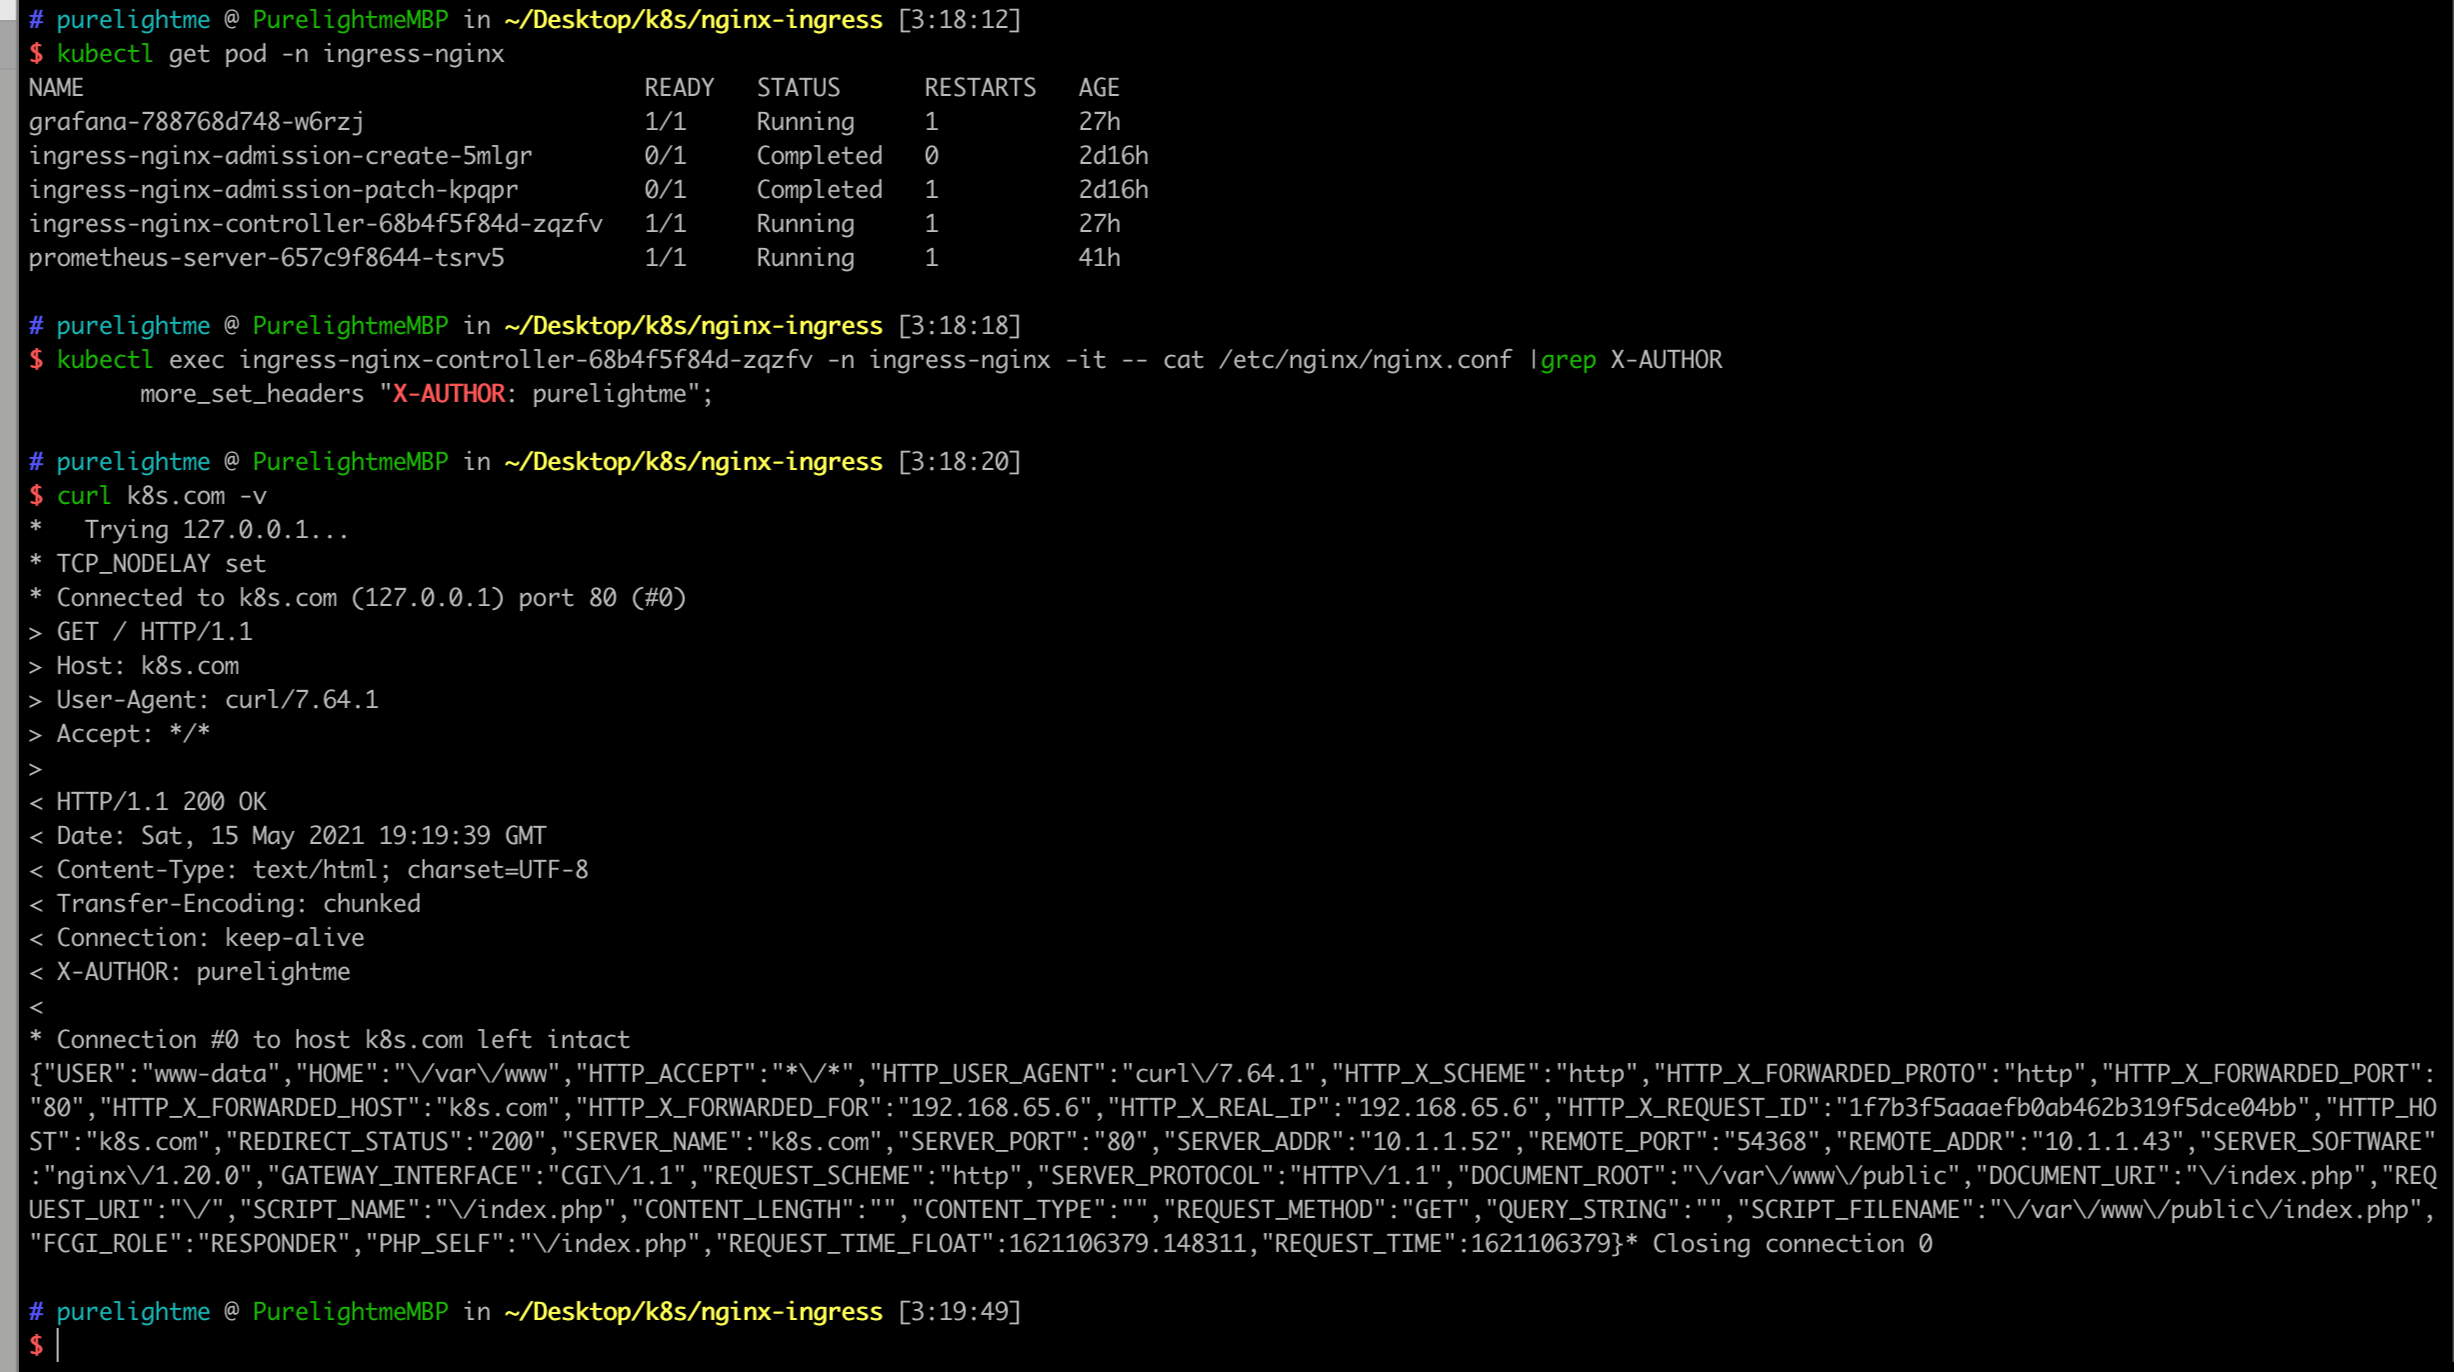 # purelightme @ PurelightmeMBP in ~/Desktop/k8s/nginx-ingress [3:18:12]
$ kubectl get pod -n ingress-nginx
NAME                                        READY   STATUS      RESTARTS   AGE
grafana-788768d748-w6rzj                    1/1     Running     1          27h
ingress-nginx-admission-create-5mlgr        0/1     Completed   0          2d16h
ingress-nginx-admission-patch-kpqpr         0/1     Completed   1          2d16h
ingress-nginx-controller-68b4f5f84d-zqzfv   1/1     Running     1          27h
prometheus-server-657c9f8644-tsrv5          1/1     Running     1          41h
# purelightme @ PurelightmeMBP in ~/Desktop/k8s/nginx-ingress [3:18:18]
$ kubectl exec ingress-nginx-controller-68b4f5f84d-zqzfv -n ingress-nginx -it -- cat /etc/nginx/nginx.conf |grep X-AUTHOR
        more_set_headers "X-AUTHOR: purelightme";
# purelightme @ PurelightmeMBP in ~/Desktop/k8s/nginx-ingress [3:18:20]
$ curl k8s.com -v
*   Trying 127.0.0.1...
* TCP_NODELAY set
* Connected to k8s.com (127.0.0.1) port 80 (#0)
> GET / HTTP/1.1
> Host: k8s.com
> User-Agent: curl/7.64.1
> Accept: */*
>
< HTTP/1.1 200 OK
< Date: Sat, 15 May 2021 19:19:39 GMT
< Content-Type: text/html; charset=UTF-8
< Transfer-Encoding: chunked
< Connection: keep-alive
< X-AUTHOR: purelightme
<
* Connection #0 to host k8s.com left intact
{"USER":"www-data","HOME":"\/var\/www","HTTP_ACCEPT":"*\/*","HTTP_USER_AGENT":"curl\/7.64.1","HTTP_X_SCHEME":"http","HTTP_X_FORWARDED_PROTO":"http","HTTP_X_FORWARDED_PORT":
"80","HTTP_X_FORWARDED_HOST":"k8s.com","HTTP_X_FORWARDED_FOR":"192.168.65.6","HTTP_X_REAL_IP":"192.168.65.6","HTTP_X_REQUEST_ID":"1f7b3f5aaaefb0ab462b319f5dce04bb","HTTP_HO
ST":"k8s.com","REDIRECT_STATUS":"200","SERVER_NAME":"k8s.com","SERVER_PORT":"80","SERVER_ADDR":"10.1.1.52","REMOTE_PORT":"54368","REMOTE_ADDR":"10.1.1.43","SERVER_SOFTWARE"
:"nginx\/1.20.0","GATEWAY_INTERFACE":"CGI\/1.1","REQUEST_SCHEME":"http","SERVER_PROTOCOL":"HTTP\/1.1","DOCUMENT_ROOT":"\/var\/www\/public","DOCUMENT_URI":"\/index.php","REQ
UEST_URI":"\/","SCRIPT_NAME":"\/index.php","CONTENT_LENGTH":"","CONTENT_TYPE":"","REQUEST_METHOD":"GET","QUERY_STRING":"","SCRIPT_FILENAME":"\/var\/www\/public\/index.php",
"FCGI_ROLE":"RESPONDER","PHP_SELF":"\/index.php","REQUEST_TIME_FLOAT":1621106379.148311,"REQUEST_TIME":1621106379}* Closing connection 0
# purelightme @ PurelightmeMBP in ~/Desktop/k8s/nginx-ingress [3:19:49]
$